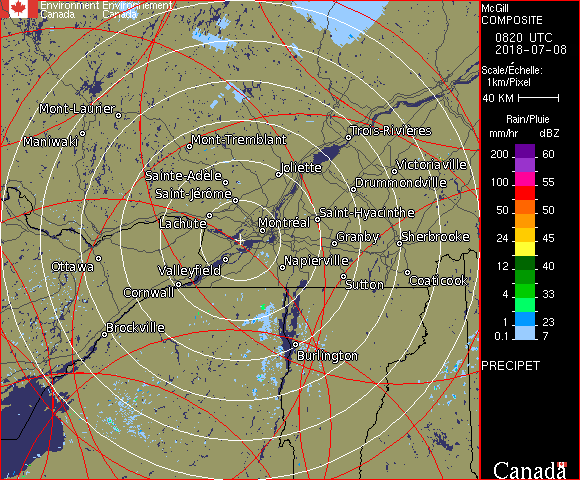 Environment Environnement
Canada Canada
McGill
COMPOSITE
0820 UTC
2018-07-08
Scale/Échelle:
1km/Pixel
40 KM
Rain/Pluie
mm/hr dBZ
200 60
100 55
50 50
24 45
12 40
4 33
1 23
0.1 7
PRECIPET
Canada
Mont-Laurier
Maniwaki
Mont-Tremblant
Trois-Rivières
Sainte-Adèle
Joliette
Victoriaville
Saint-Jérôme
Drummondville
Lachute
Montréal
Saint-Hyacinthe
Granby
Sherbrooke
Ottawa
Valleyfield
Napierville
Cornwall
Sutton
Coaticook
Brockville
Burlington